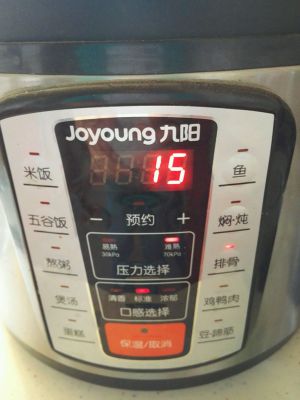 Joyoung 九阳
15
米饭
鱼
五谷饭
− 预约 +
焖·炖
易熟 难熟
30kPa 70kPa
熬粥
压力选择
排骨
清香 标准 浓郁
煲汤
口感选择
鸡鸭肉
蛋糕
保温/取消
豆·蹄筋